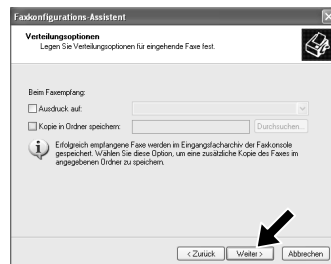 Faxkonfigurations-Assistent
Verteilungsoptionen
Legen Sie Verteilungsoptionen für eingehende Faxe fest.
Beim Faxempfang:
Ausdruck auf:
Kopie in Ordner speichern:
Durchsuchen...
Erfolgreich empfangene Faxe werden im Eingangsfacharchiv der Faxkonsole
gespeichert. Wählen Sie diese Option, um eine zusätzliche Kopie des Faxes im
angegebenen Ordner zu speichern.
< Zurück Weiter > Abbrechen